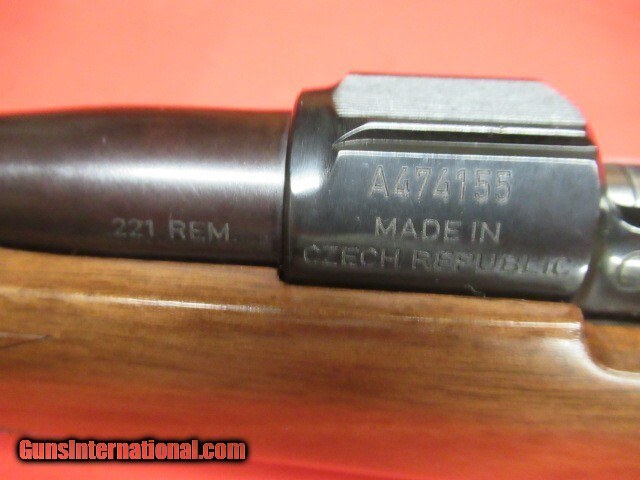 A474155
221 REM
MADE IN
CZECH REPUBLIC
GunsInternational.com